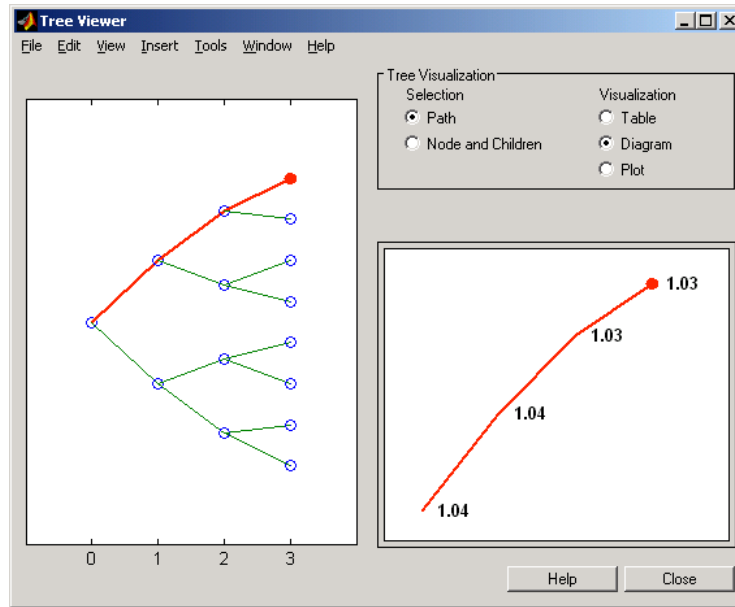 Tree Viewer
File Edit View Insert Tools Window Help
Tree Visualization
Selection
Visualization
Path
Table
Node and Children
Diagram
Plot
1.03
1.03
1.04
1.04
0 1 2 3
Help
Close